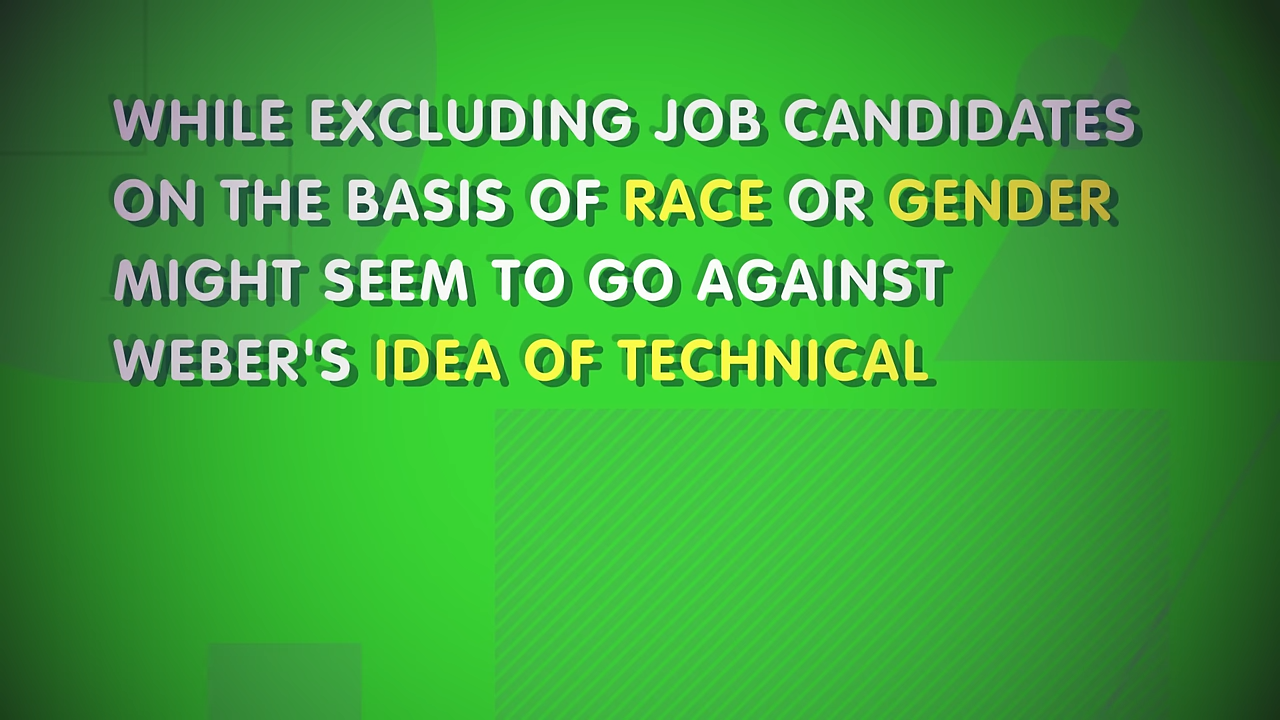 WHILE EXCLUDING JOB CANDIDATES
ON THE BASIS OF RACE OR GENDER
MIGHT SEEM TO GO AGAINST
WEBER'S IDEA OF TECHNICAL